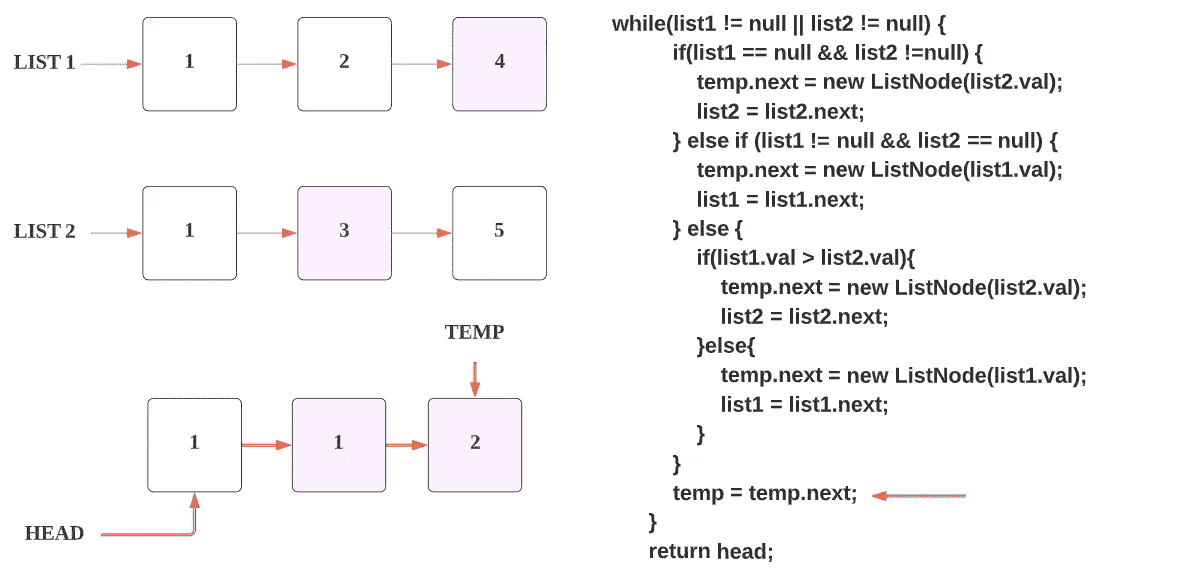 LIST 1
1
2
4
LIST 2
1
3
5
TEMP
1
1
2
HEAD
while(list1 != null || list2 != null) {
if(list1 == null && list2 !=null) {
temp.next = new ListNode(list2.val);
list2 = list2.next;
} else if (list1 != null && list2 == null) {
temp.next = new ListNode(list1.val);
list1 = list1.next;
} else {
if(list1.val > list2.val){
temp.next = new ListNode(list2.val);
list2 = list2.next;
}else{
temp.next = new ListNode(list1.val);
list1 = list1.next;
}
}
temp = temp.next;
}
return head;